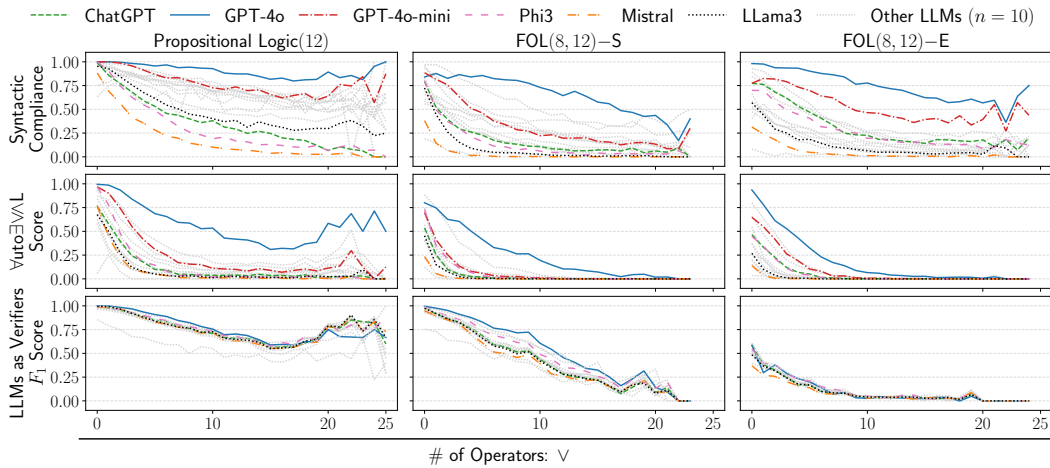 ChatGPT GPT-4o GPT-4o-mini Phi3 Mistral LLama3 Other LLMs (n = 10)
Propositional Logic(12) FOL(8, 12)−S FOL(8, 12)−E
Syntactic
Compliance
1.00
0.75
0.50
0.25
0.00
∀uto∃∨∧L
Score
1.00
0.75
0.50
0.25
0.00
LLMs as Verifiers
F1 Score
1.00
0.75
0.50
0.25
0.00
0 10 20 25 0 10 20 25 0 10 20 25
# of Operators: ∨